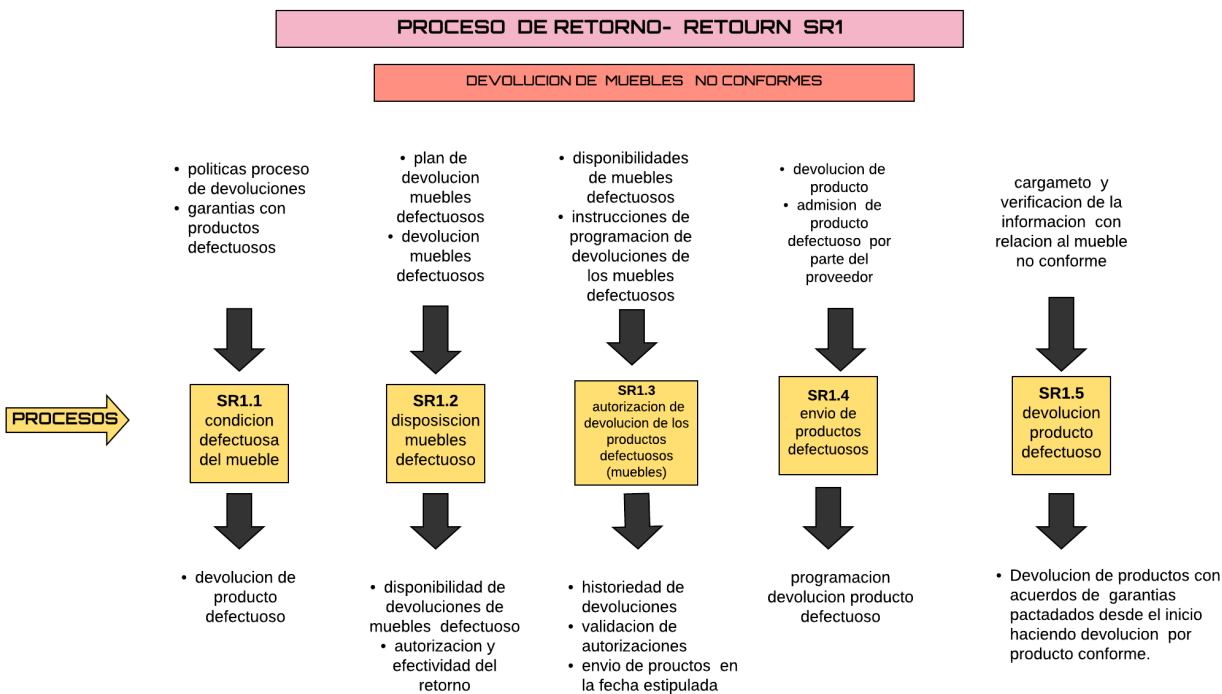 PROCESO DE RETORNO- RETOURN SR1
DEVOLUCION DE MUEBLES NO CONFORMES
• politicas proceso
de devoluciones
• garantias con
productos
defectuosos
• plan de
devolucion
muebles
defectuosos
• devolucion
muebles
defectuosos
• disponibilidades
de muebles
defectuosos
• instrucciones de
programacion de
devoluciones de
los muebles
defectuosos
• devolucion de
producto
• admision de
producto
defectuoso por
parte del
proveedor
cargameto y
verificacion de la
informacion con
relacion al mueble
no conforme
PROCESOS
SR1.1
condicion
defectuosa
del mueble
SR1.2
disposiscion
muebles
defectuoso
SR1.3
autorizacion de
devolucion de los
productos
defectuosos
(muebles)
SR1.4
envio de
productos
defectuosos
SR1.5
devolucion
producto
defectuoso
• devolucion de
producto
defectuoso
• disponibilidad de
devoluciones de
muebles defectuoso
• autorizacion y
efectividad del
retorno
• historiedad de
devoluciones
• validacion de
autorizaciones
• envio de prouctos en
la fecha estipulada
programacion
devolucion producto
defectuoso
• Devolucion de productos con
acuerdos de garantias
pactadados desde el inicio
haciendo devolucion por
producto conforme.